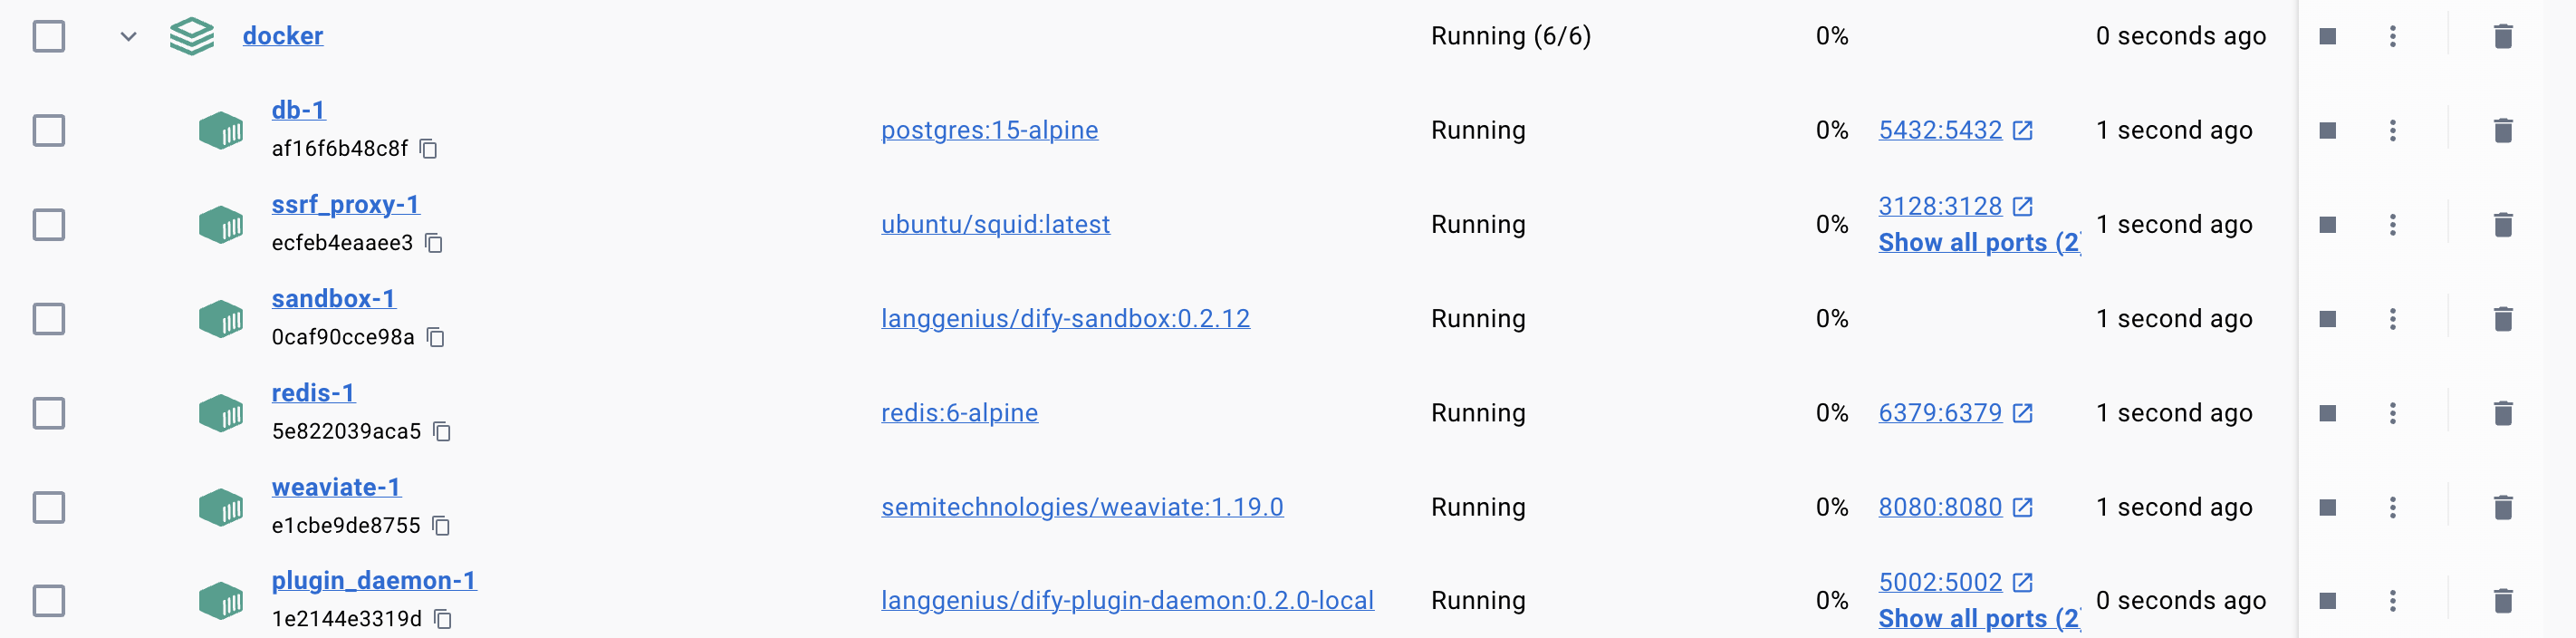 docker Running (6/6) 0% 0 seconds ago
db-1
af16f6b48c8f
postgres:15-alpine Running 0% 5432:5432 1 second ago
ssrf_proxy-1
ecfeb4eaaee3
ubuntu/squid:latest Running 0% 3128:3128
Show all ports (2
1 second ago
sandbox-1
0caf90cce98a
langgenius/dify-sandbox:0.2.12 Running 0% 1 second ago
redis-1
5e822039aca5
redis:6-alpine Running 0% 6379:6379 1 second ago
weaviate-1
e1cbe9de8755
semitechnologies/weaviate:1.19.0 Running 0% 8080:8080 1 second ago
plugin_daemon-1
1e2144e3319d
langgenius/dify-plugin-daemon:0.2.0-local Running 0% 5002:5002
Show all ports (2
0 seconds ago